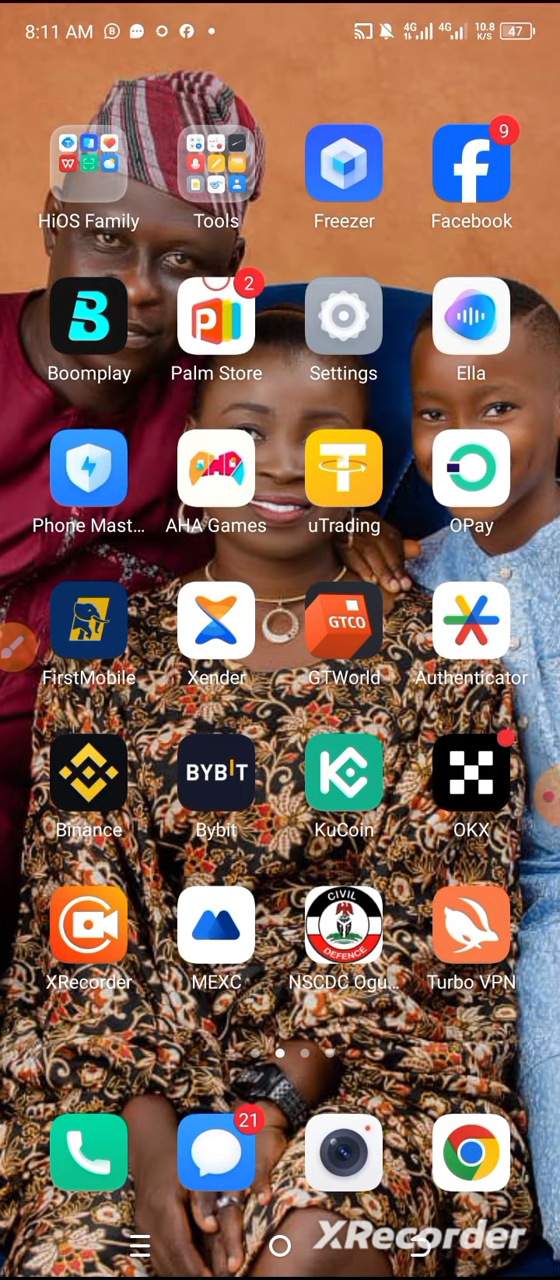 8:11 AM
4G 4G 10.8 K/S 47
9
HiOS Family Tools Freezer Facebook
2
Boomplay Palm Store Settings Ella
AHA
Phone Mast... AHA Games uTrading OPay
GTCO
FirstMobile Xender GTWorld Authenticator
BYBIT
Binance Bybit KuCoin OKX
CIVIL
DEFENCE
XRecorder MEXC NSCDC Ogu... Turbo VPN
21
XRecorder